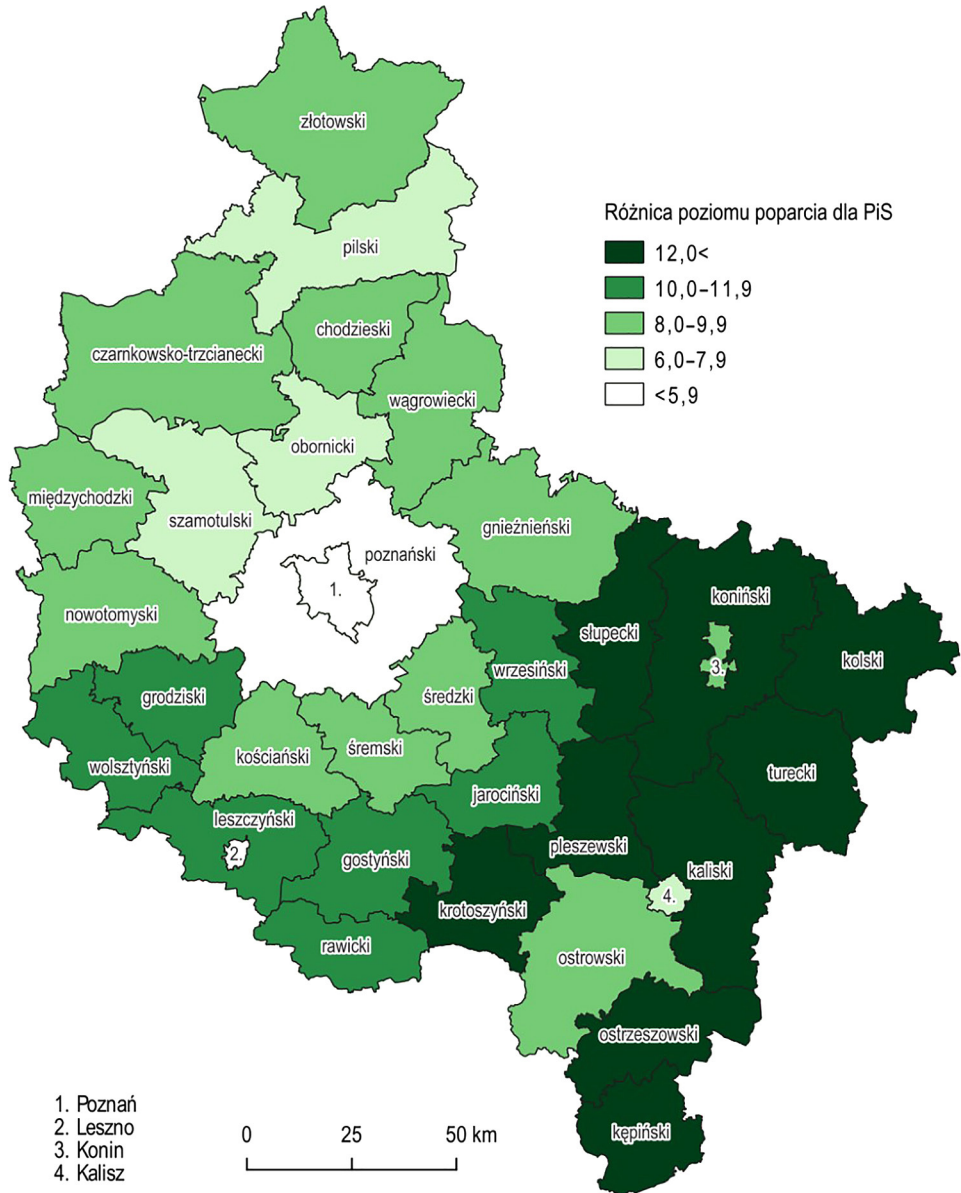 złotowski
Różnica poziomu poparcia dla PiS
pilski
12,0<
10,0–11,9
chodzieski
8,0–9,9
czarnkowsko-trzcianecki
6,0–7,9
wągrowiecki
<5,9
obornicki
międzychodzki
szamotulski
gnieźnieński
poznański
koniński
1.
nowotomyski
słupecki
kolski
wrzesiński
3.
grodziski
średzki
kościański
śremski
wolsztyński
turecki
jarociński
leszczyński
pleszewski
2.
gostyński
kaliski
4.
krotoszyński
rawicki
ostrowski
ostrzeszowski
1. Poznań
2. Leszno
3. Konin
4. Kalisz
0 25 50 km
kępiński